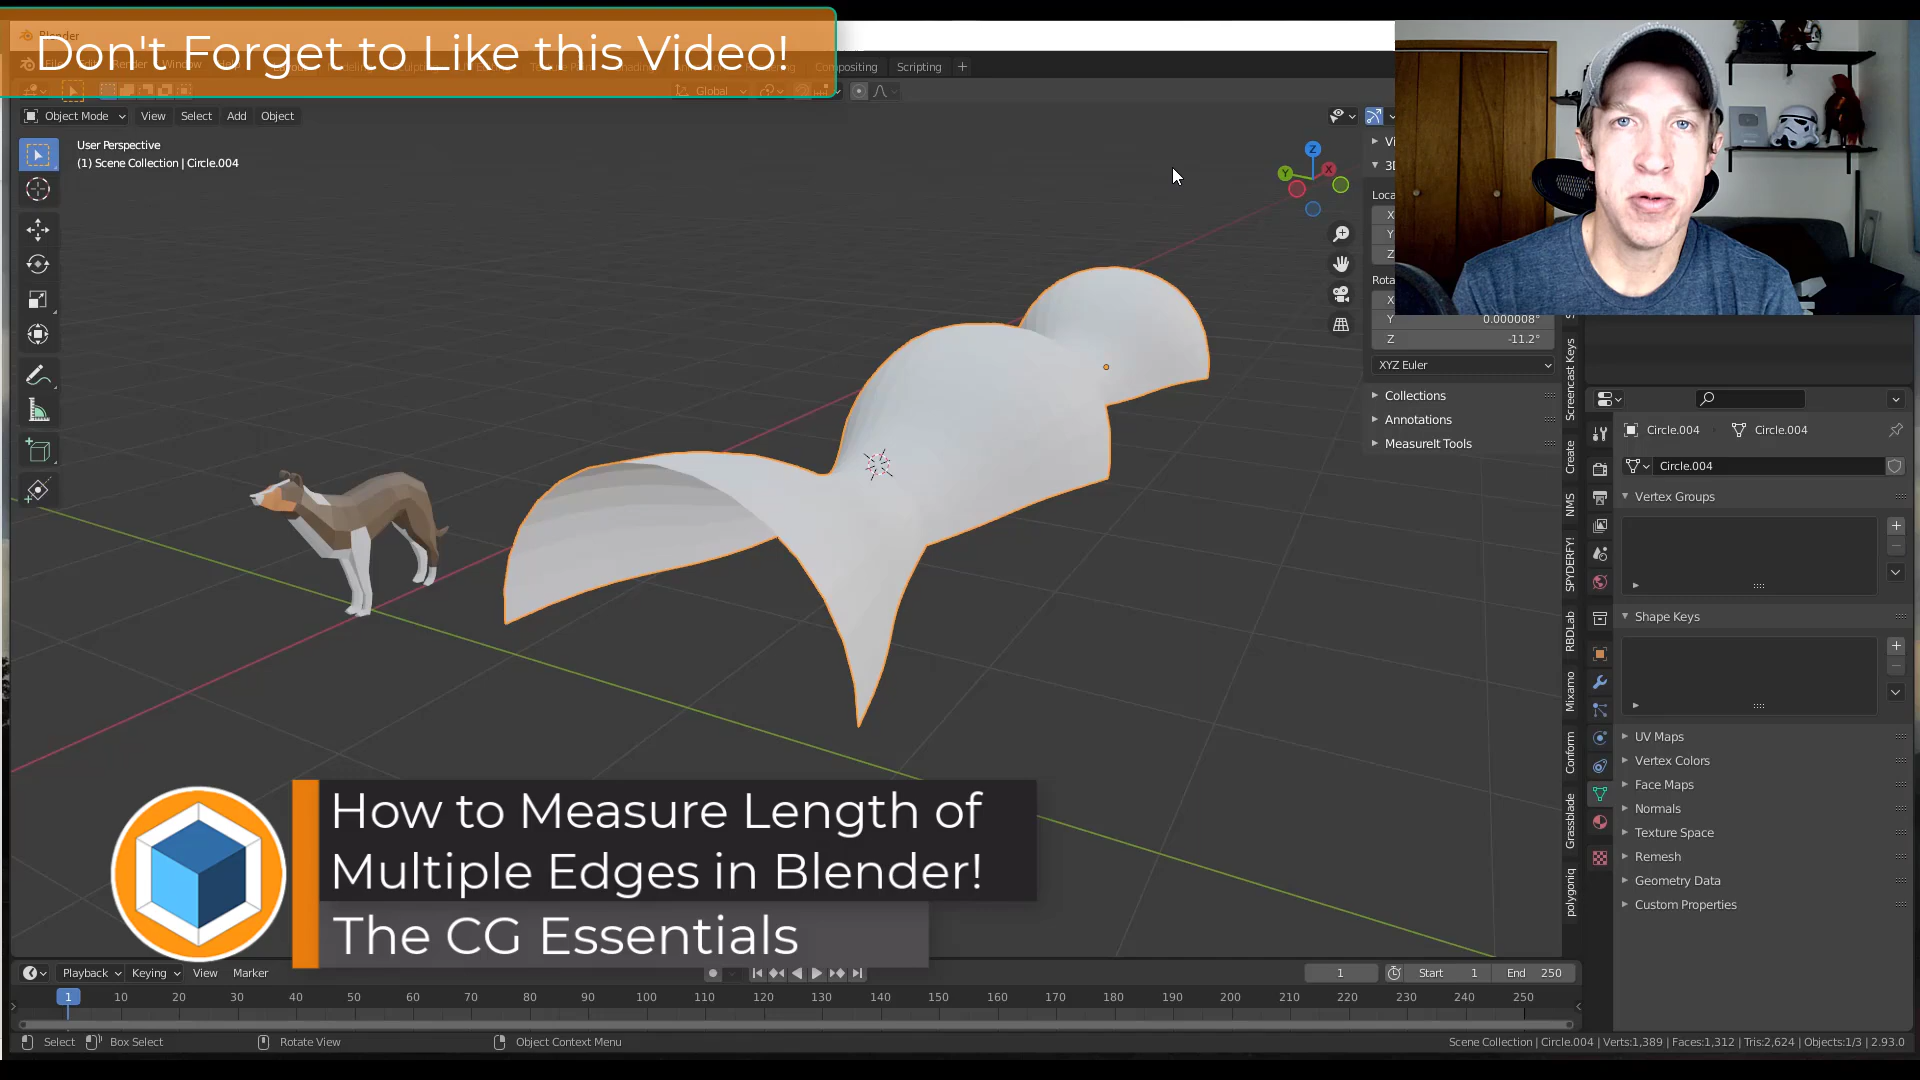 Blender
Don't Forget to Like this Video!
Compositing
Scripting
+
Global
Object Mode
View
Select
Add
Object
User Perspective
(1) Scene Collection | Circle.004
Z
X
Y
X
Y
Z
X
Y 0.000008°
Z -11.2°
XYZ Euler
Collections
Annotations
MeasureIt Tools
Screencast Keys
Create
NMS
SPYDERFY!
RBDLab
Mixamo
Conform
Grassblade
polygoniq
Circle.004
Circle.004
Circle.004
Vertex Groups
Shape Keys
UV Maps
Vertex Colors
Face Maps
Normals
Texture Space
Remesh
Geometry Data
Custom Properties
How to Measure Length of
Multiple Edges in Blender!
The CG Essentials
Playback
Keying
View
Marker
1
Start 1
End 250
1 10 20 30 40 50 60 70 80 90 100 110 120 130 140 150 160 170 180 190 200 210 220 230 240 250
Select
Box Select
Rotate View
Object Context Menu
Scene Collection | Circle.004 | Verts:1,389 | Faces:1,312 | Tris:2,624 | Objects:1/3 | 2.93.0